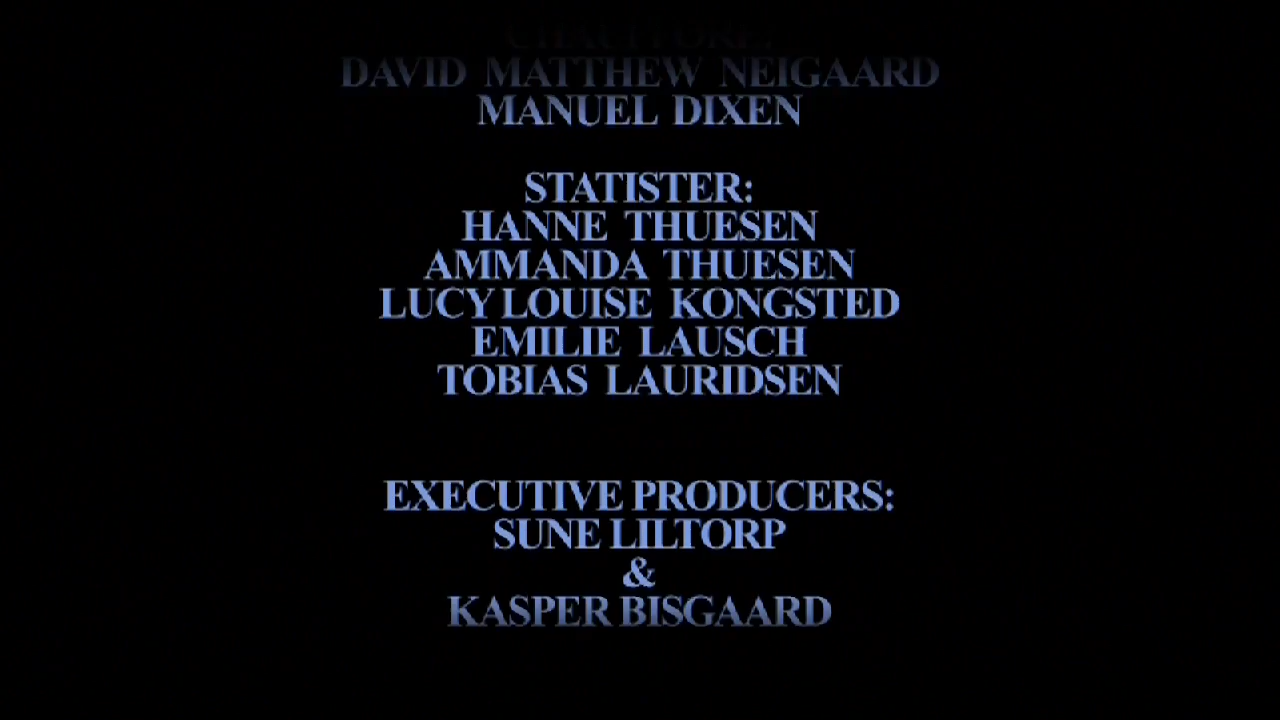 CHAUFFØRE:
DAVID MATTHEW NEIGAARD
MANUEL DIXEN
STATISTER:
HANNE THUESEN
AMMANDA THUESEN
LUCY LOUISE KONGSTED
EMILIE LAUSCH
TOBIAS LAURIDSEN
EXECUTIVE PRODUCERS:
SUNE LILTORP
&
KASPER BISGAARD